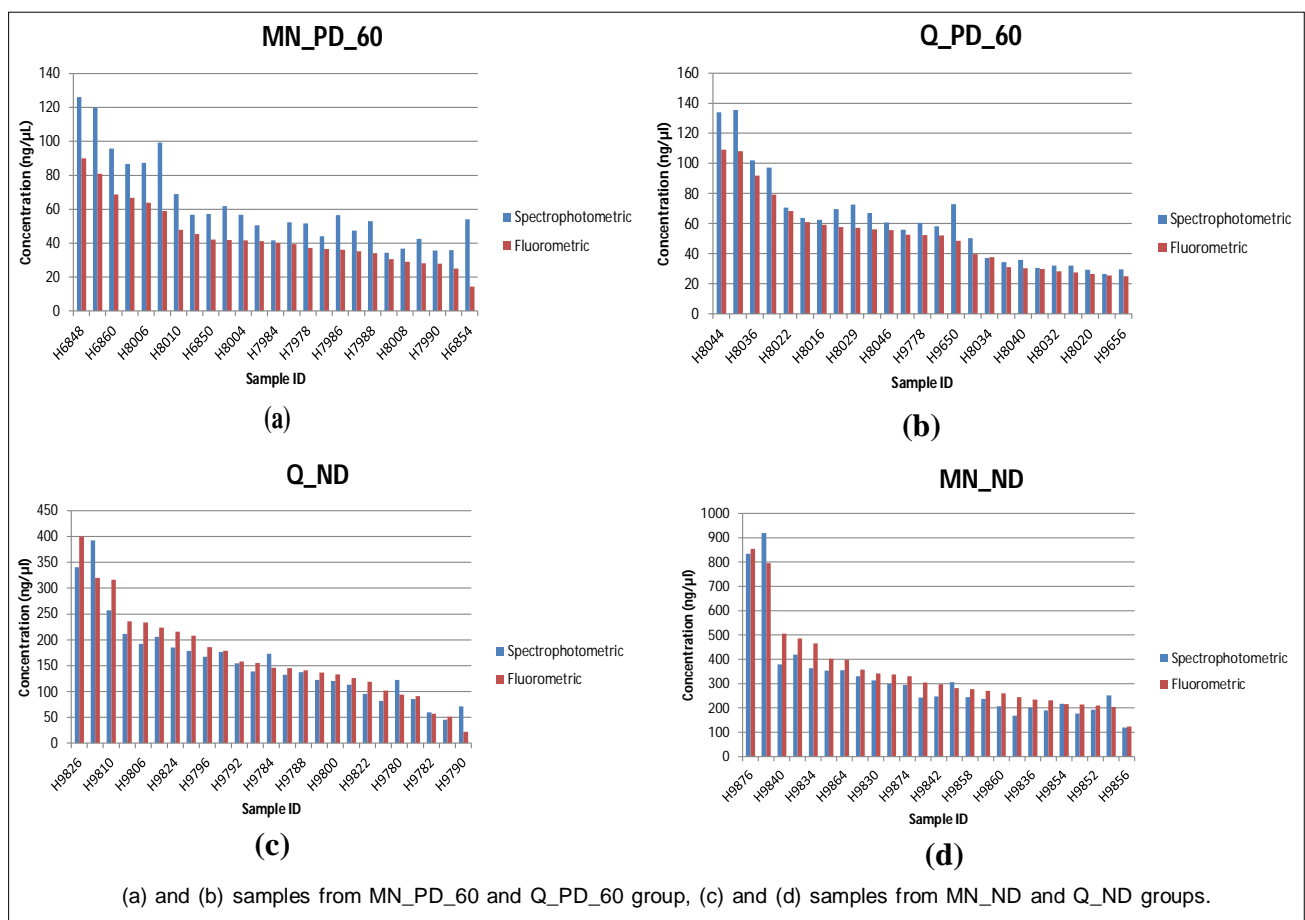 MN_PD_60
Concentration (ng/µL)
140
120
100
80
60
40
20
0
H6848
H6860
H8006
H8010
H6850
H8004
H7984
H7978
H7986
H7988
H8008
H7990
H6854
Sample ID
Spectrophotometric
Fluorometric
(a)
Q_PD_60
Concentration (ng/µl)
160
140
120
100
80
60
40
20
0
H8044
H8036
H8022
H8016
H8029
H8046
H9778
H9650
H8034
H8040
H8032
H8020
H9656
Sample ID
Spectrophotometric
Fluorometric
(b)
Q_ND
Concentration (ng/µl)
450
400
350
300
250
200
150
100
50
0
H9826
H9810
H9806
H9824
H9796
H9792
H9784
H9788
H9800
H9822
H9780
H9782
H9790
Sample ID
Spectrophotometric
Fluorometric
(c)
MN_ND
Concentration (ng/µl)
1000
900
800
700
600
500
400
300
200
100
0
H9876
H9840
H9834
H9864
H9830
H9874
H9842
H9858
H9860
H9836
H9854
H9852
H9856
Sample ID
Spectrophotometric
Fluorometric
(d)
(a) and (b) samples from MN_PD_60 and Q_PD_60 group, (c) and (d) samples from MN_ND and Q_ND groups.